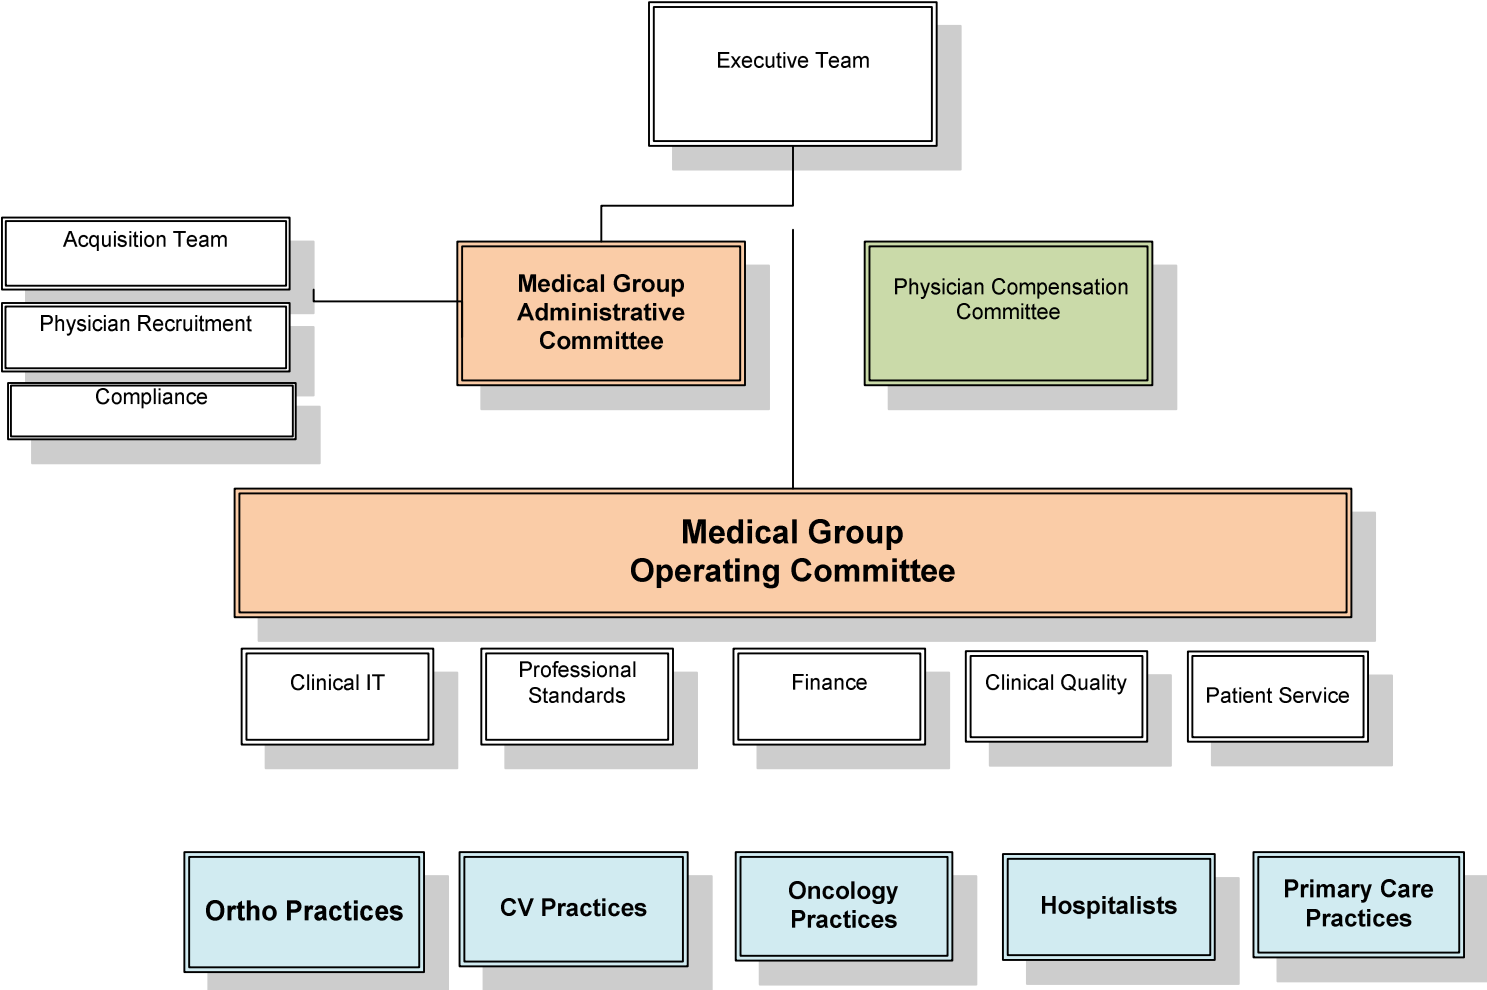 Executive Team
Acquisition Team
Physician Recruitment
Compliance
Medical Group
Administrative
Committee
Physician Compensation
Committee
Medical Group
Operating Committee
Clinical IT
Professional
Standards
Finance
Clinical Quality
Patient Service
Ortho Practices
CV Practices
Oncology
Practices
Hospitalists
Primary Care
Practices